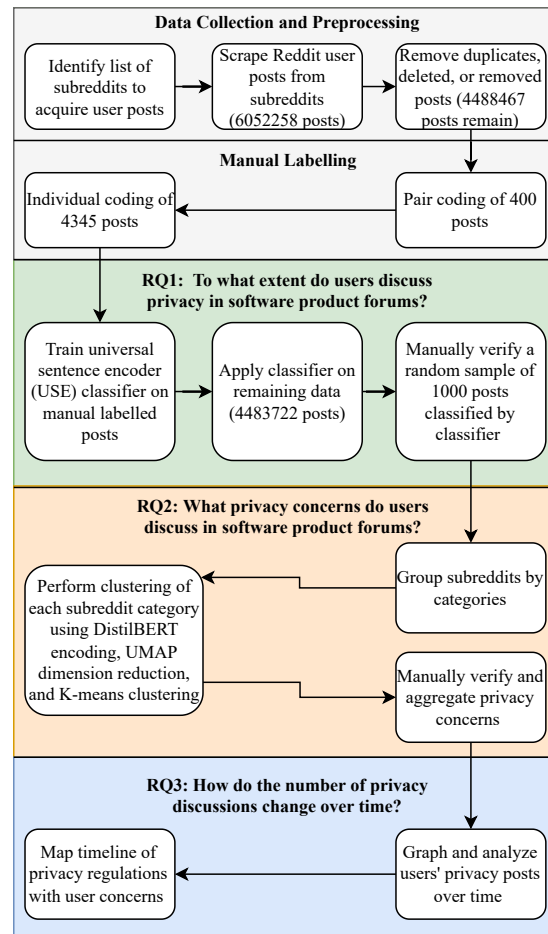 Data Collection and Preprocessing
Identify list of
subreddits to
acquire user posts
Scrape Reddit user
posts from
subreddits
(6052258 posts)
Remove duplicates,
deleted, or removed
posts (4488467
posts remain)
Manual Labelling
Individual coding of
4345 posts
Pair coding of 400
posts
RQ1:  To what extent do users discuss
privacy in software product forums?
Train universal
sentence encoder
(USE) classifier on
manual labelled
posts
Apply classifier on
remaining data
(4483722 posts)
Manually verify a
random sample of
1000 posts
classified by
classifier
RQ2: What privacy concerns do users
discuss in software product forums?
Group subreddits by
categories
Perform clustering of
each subreddit category
using DistilBERT
encoding, UMAP
dimension reduction,
and K-means clustering
Manually verify and
aggregate privacy
concerns
RQ3: How do the number of privacy
discussions change over time?
Map timeline of
privacy regulations
with user concerns
Graph and analyze
users' privacy posts
over time